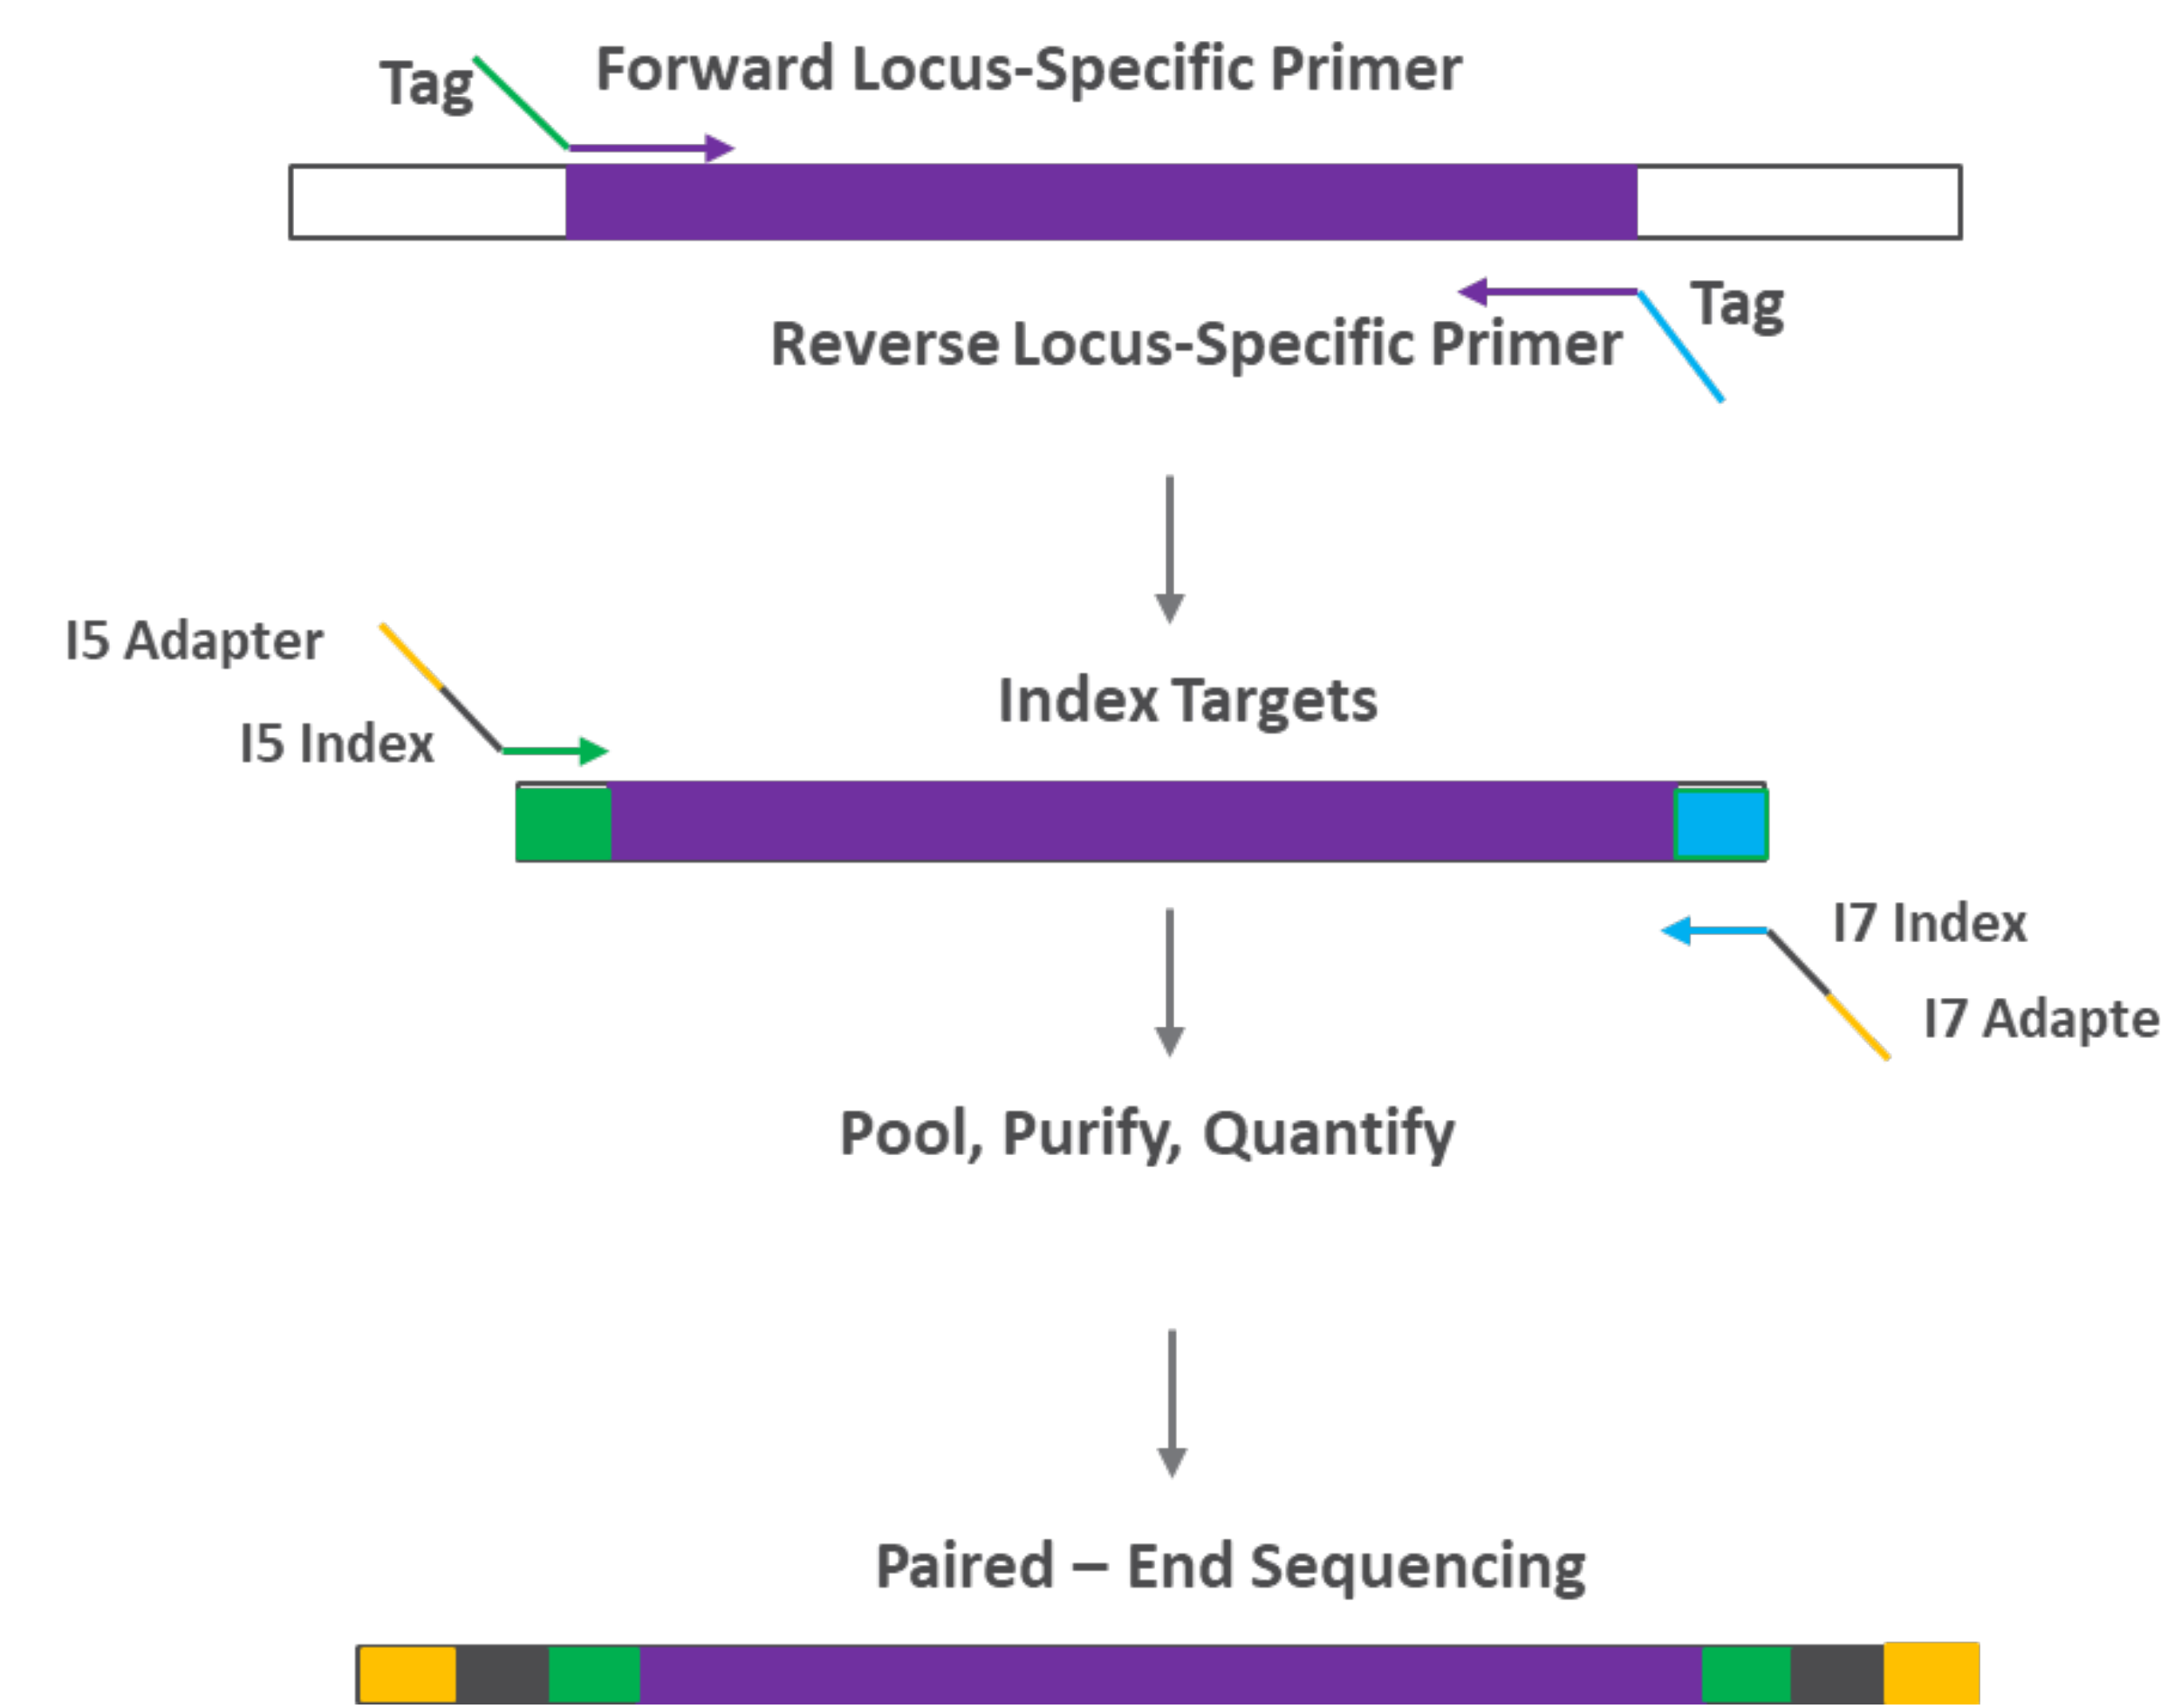 Tag
Forward Locus-Specific Primer
Tag
Reverse Locus-Specific Primer
I5 Adapter
Index Targets
I5 Index
I7 Index
I7 Adapte
Pool, Purify, Quantify
Paired – End Sequencing